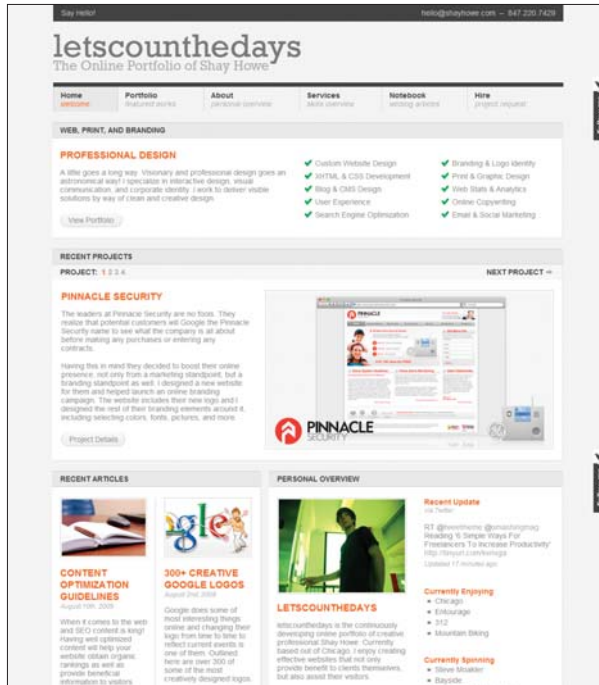 Say Hello!
hello@shayhowe.com – 847.220.7429
letscounthedays
The Online Portfolio of Shay Howe
Home Portfolio About Services Notebook Hire
welcome featured works personal overview skills overview weblog articles project request
WEB, PRINT, AND BRANDING
PROFESSIONAL DESIGN
A little goes a long way. Visionary and professional design goes an
astronomical way! I specialize in interactive design, visual
communication, and corporate identity. I work to deliver visible
solutions by way of clean and creative
design.
View Portfolio
Custom Website Design
XHTML & CSS Development
Blog & CMS Design
User Experience
Search Engine Optimization
Branding & Logo Identity
Print & Graphic Design
Web Stats & Analytics
Online Copywriting
Email & Social Marketing
RECENT PROJECTS
PROJECT: 1 2 3 4
NEXT PROJECT
PINNACLE SECURITY
The leaders at Pinnacle Security are no fools. They
realize that potential customers will Google the Pinnacle
Security name to see what the company is all about
before making any purchases or entering any
contracts.
Having this in mind they decided to boost their online
presence, not only from a marketing standpoint, but a
branding standpoint as well. I designed a new website
for them and helped launch an online branding
campaign. The website includes their new logo and I
designed the rest of their branding elements around it,
including selecting colors, fonts, pictures, and more.
Project Details
PINNACLE
SECURITY
PINNACLE
SECURITY
RECENT ARTICLES
CONTENT
OPTIMIZATION
GUIDELINES
August 10th, 2009
When it comes to the web
and SEO content is king!
Having well optimized
content will help your
website obtain organic
rankings as well as
provide beneficial
information to visitors.
300+ CREATIVE
GOOGLE LOGOS
August 2nd, 2009
Google does some of
most interesting things
online and changing their
logo from time to time to
reflect current events is
one of them. Outlined
here are over 300 of
some of the most
creatively designed logos
PERSONAL OVERVIEW
LETSCOUNTHEDAYS
letscounthedays is the continuously
developing online portfolio of creative
professional Shay Howe. Currently
based out of Chicago, I enjoy creating
effective websites that not only
provide benefit to clients themselves,
but also assist their visitors.
Recent Update
via Twitter
RT @tweetmeme @smashingmag
Reading '6 Simple Ways For
Freelancers To Increase Productivity'
Updated 17 minutes ago
Currently Enjoying
Chicago
Entourage
312
Mountain Biking
Currently Spinning
Steve Moakler
Bayside